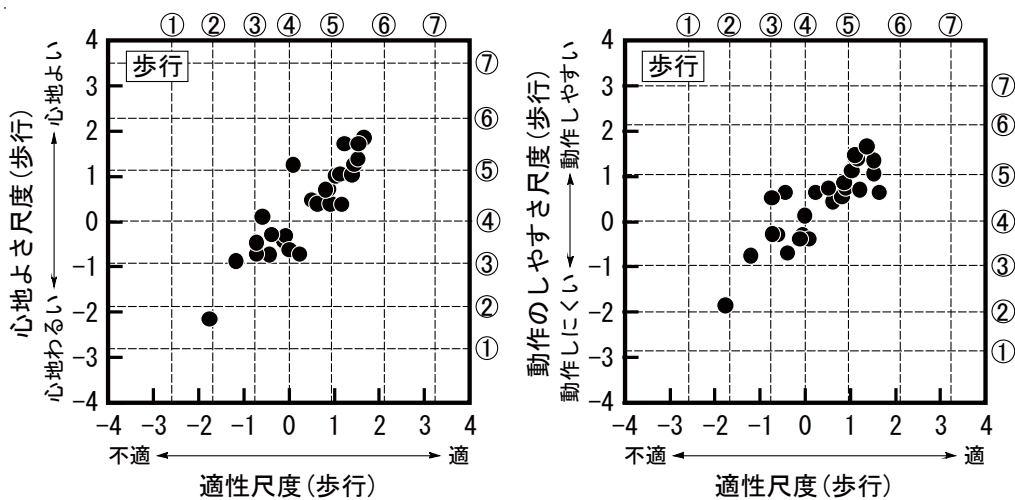 ① ② ③ ④ ⑤ ⑥ ⑦
歩行
心地よさ尺度(歩行)
心地よい
心地わるい
4
3
2
1
0
-1
-2
-3
-4
⑦
⑥
⑤
④
③
②
①
-4 -3 -2 -1 0 1 2 3 4
不適 適
適性尺度(歩行)
① ② ③ ④ ⑤ ⑥ ⑦
歩行
動作のしやすさ尺度(歩行)
動作しやすい
動作しにくい
4
3
2
1
0
-1
-2
-3
-4
⑦
⑥
⑤
④
③
②
①
-4 -3 -2 -1 0 1 2 3 4
不適 適
適性尺度(歩行)